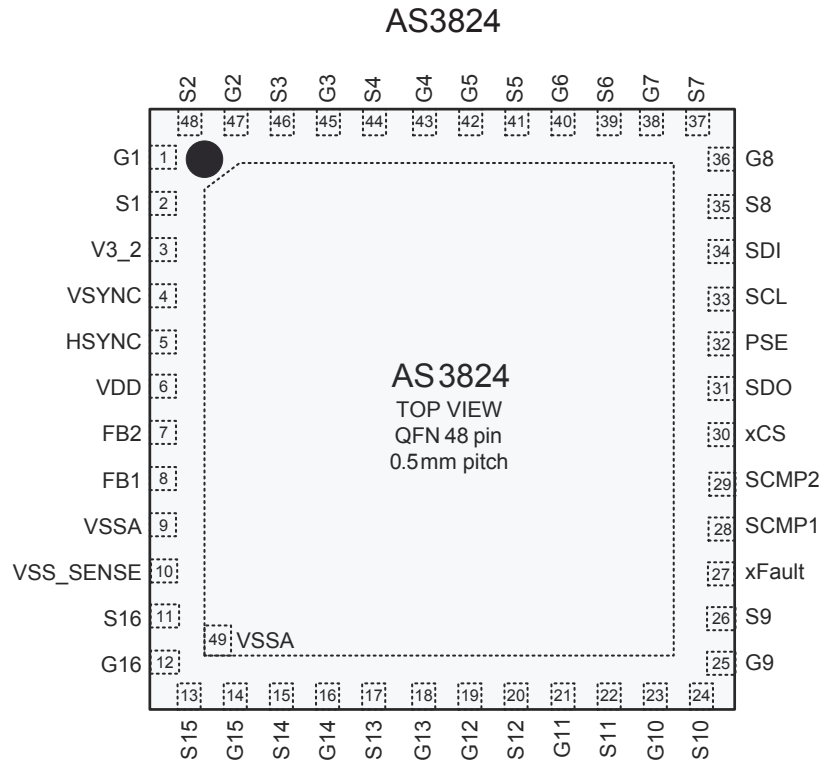 AS3824
S2 G2 S3 G3 S4 G4 G5 S5 G6 S6 G7 S7
48 47 46 45 44 43 42 41 40 39 38 37
G1 1 36 G8
S1 2 35 S8
V3_2 3 34 SDI
VSYNC 4 33 SCL
HSYNC 5 32 PSE
VDD 6 31 SDO
AS3824
TOP VIEW
QFN 48 pin
0.5mm pitch
FB2 7 30 xCS
FB1 8 29 SCMP2
VSSA 9 28 SCMP1
VSS_SENSE 10 27 xFault
S16 11 26 S9
49 VSSA
G16 12 25 G9
13 14 15 16 17 18 19 20 21 22 23 24
S15 G15 S14 G14 S13 G13 G12 S12 G11 S11 G10 S10